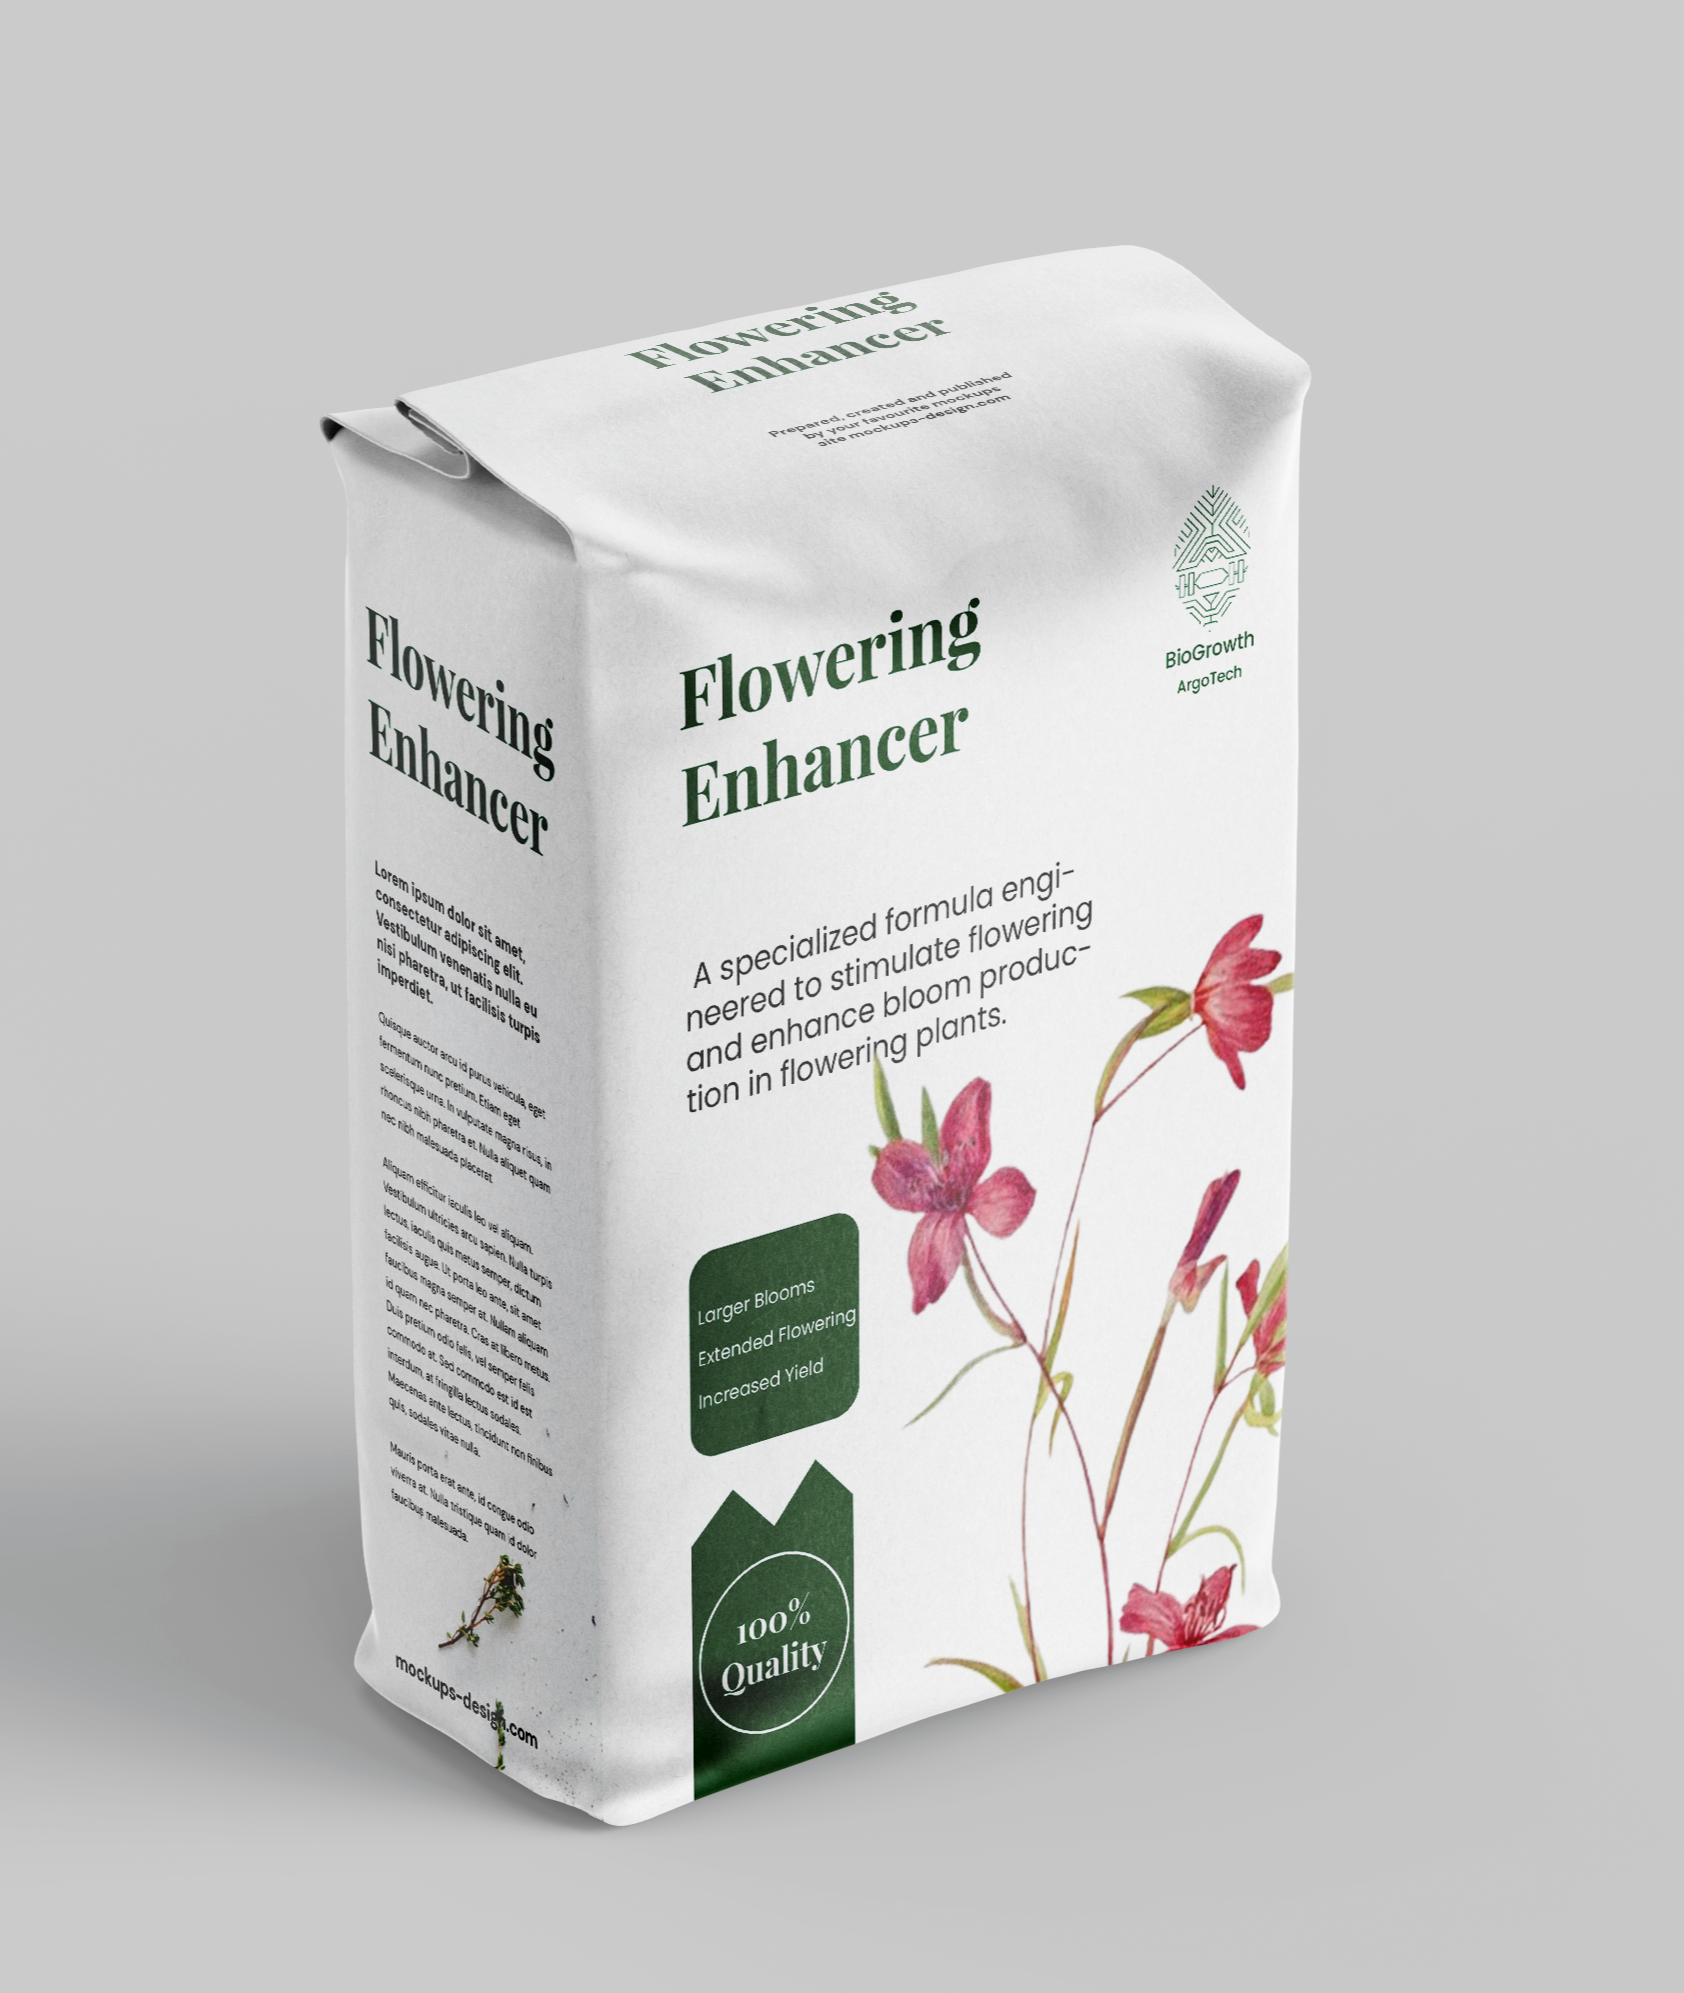 Flowering
Enhancer
Prepared, created and published
by your favourite mockups
site mockups-design.com
BioGrowth
ArgoTech
Flowering
Enhancer
A specialized formula engi-
neered to stimulate flowering
and enhance bloom produc-
tion in flowering plants.
Larger Blooms
Extended Flowering
Increased Yield
100%
Quality
Flowering
Enhancer
Lorem ipsum dolor sit amet,
consectetur adipiscing elit.
Vestibulum venenatis nulla eu
nisi pharetra, ut facilisis turpis
imperdiet.
Quisque auctor arcu id purus vehicula, eget
fermentum nunc pretium. Etiam eget
scelerisque urna. In vulputate magna risus, in
rhoncus nibh pharetra et. Nulla aliquet quam
nec nibh malesuada placerat.
Aliquam efficitur iaculis leo vel aliquam.
Vestibulum ultricies arcu sapien. Nulla turpis
lectus, iaculis quis metus semper, dictum
facilisis augue. Ut porta leo ante, sit amet
faucibus magna semper at. Nullam aliquam
id quam nec pharetra. Cras at libero metus.
Duis pretium odio felis, vel semper felis
commodo at. Sed commodo est id est
interdum, at fringilla lectus sodales.
Maecenas ante lectus, tincidunt non finibus
quis, sodales vitae nulla.
Mauris porta erat ante, id congue odio
viverra at. Nulla tristique quam id dolor
faucibus malesuada.
mockups-design.com